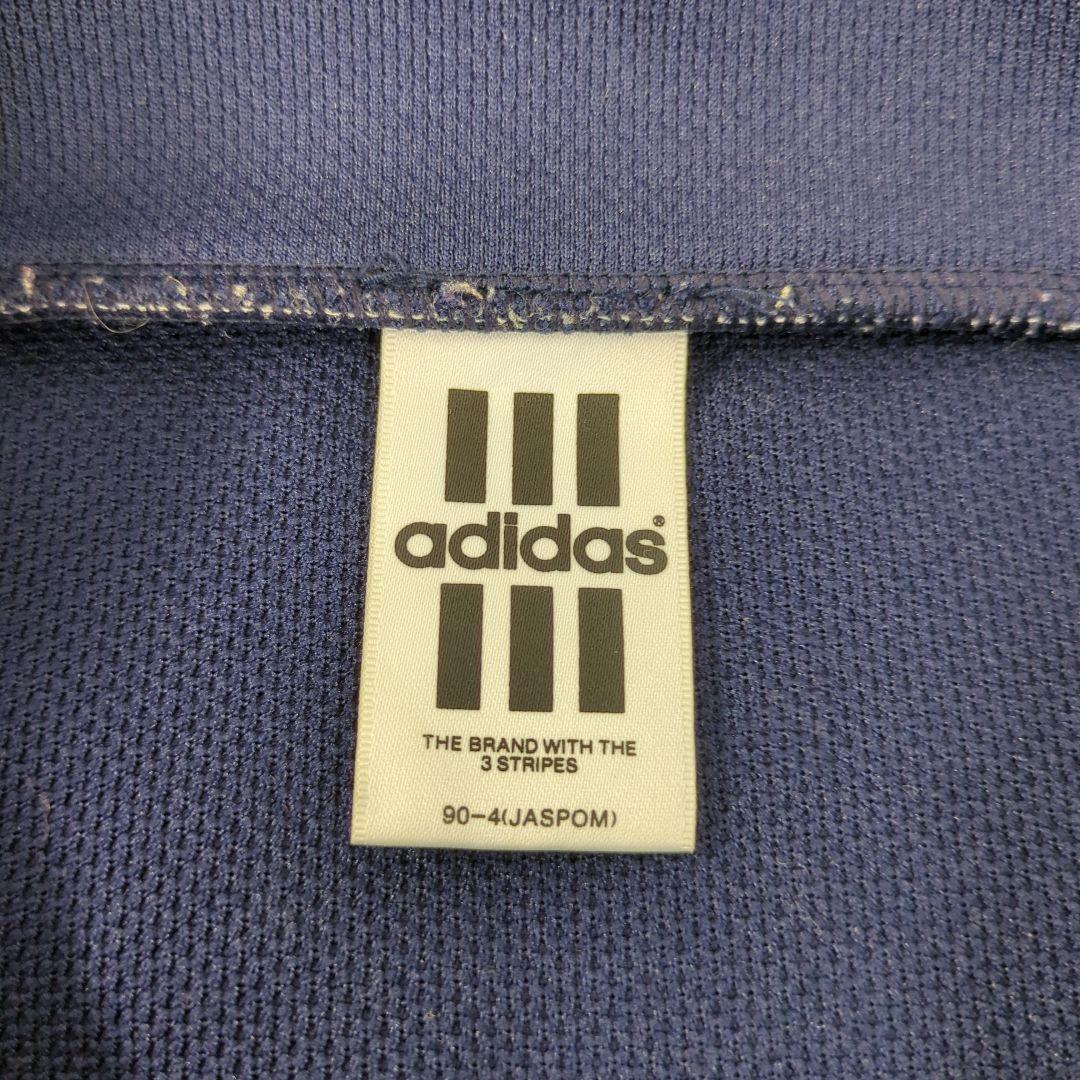 adidas®
THE BRAND WITH THE
3 STRIPES
90-4(JASPOM)